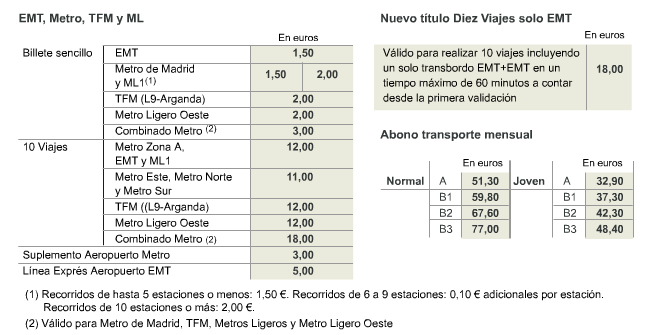 EMT, Metro, TFM y ML
En euros
Billete sencillo EMT 1,50
Metro de Madrid y ML1(1) 1,50 2,00
TFM (L9-Arganda) 2,00
Metro Ligero Oeste 2,00
Combinado Metro (2) 3,00
10 Viajes Metro Zona A, EMT y ML1 12,00
Metro Este, Metro Norte y Metro Sur 11,00
TFM ((L9-Arganda) 12,00
Metro Ligero Oeste 12,00
Combinado Metro (2) 18,00
Suplemento Aeropuerto Metro 3,00
Línea Exprés Aeropuerto EMT 5,00
Nuevo título Diez Viajes solo EMT
En euros
Válido para realizar 10 viajes incluyendo
un solo transbordo EMT+EMT en un
tiempo máximo de 60 minutos a contar
desde la primera validación
18,00
Abono transporte mensual
En euros En euros
Normal A 51,30 Joven A 32,90
B1 59,80 B1 37,30
B2 67,60 B2 42,30
B3 77,00 B3 48,40
(1) Recorridos de hasta 5 estaciones o menos: 1,50 €. Recorridos de 6 a 9 estaciones: 0,10 € adicionales por estación.
Recorridos de 10 estaciones o más: 2,00 €.
(2) Válido para Metro de Madrid, TFM, Metros Ligeros y Metro Ligero Oeste